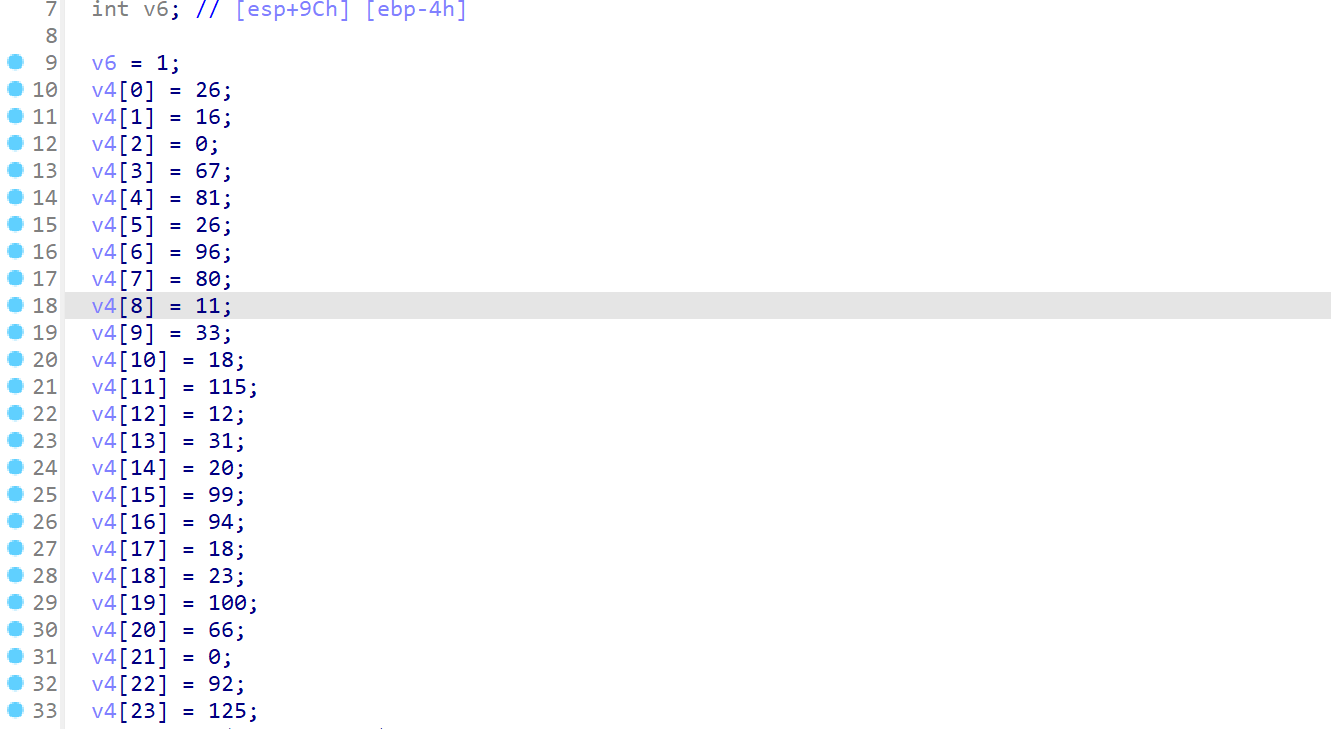 7 int v6; // [esp+9Ch] [ebp-4h]
8
9 v6 = 1;
10 v4[0] = 26;
11 v4[1] = 16;
12 v4[2] = 0;
13 v4[3] = 67;
14 v4[4] = 81;
15 v4[5] = 26;
16 v4[6] = 96;
17 v4[7] = 80;
18 v4[8] = 11;
19 v4[9] = 33;
20 v4[10] = 18;
21 v4[11] = 115;
22 v4[12] = 12;
23 v4[13] = 31;
24 v4[14] = 20;
25 v4[15] = 99;
26 v4[16] = 94;
27 v4[17] = 18;
28 v4[18] = 23;
29 v4[19] = 100;
30 v4[20] = 66;
31 v4[21] = 0;
32 v4[22] = 92;
33 v4[23] = 125;